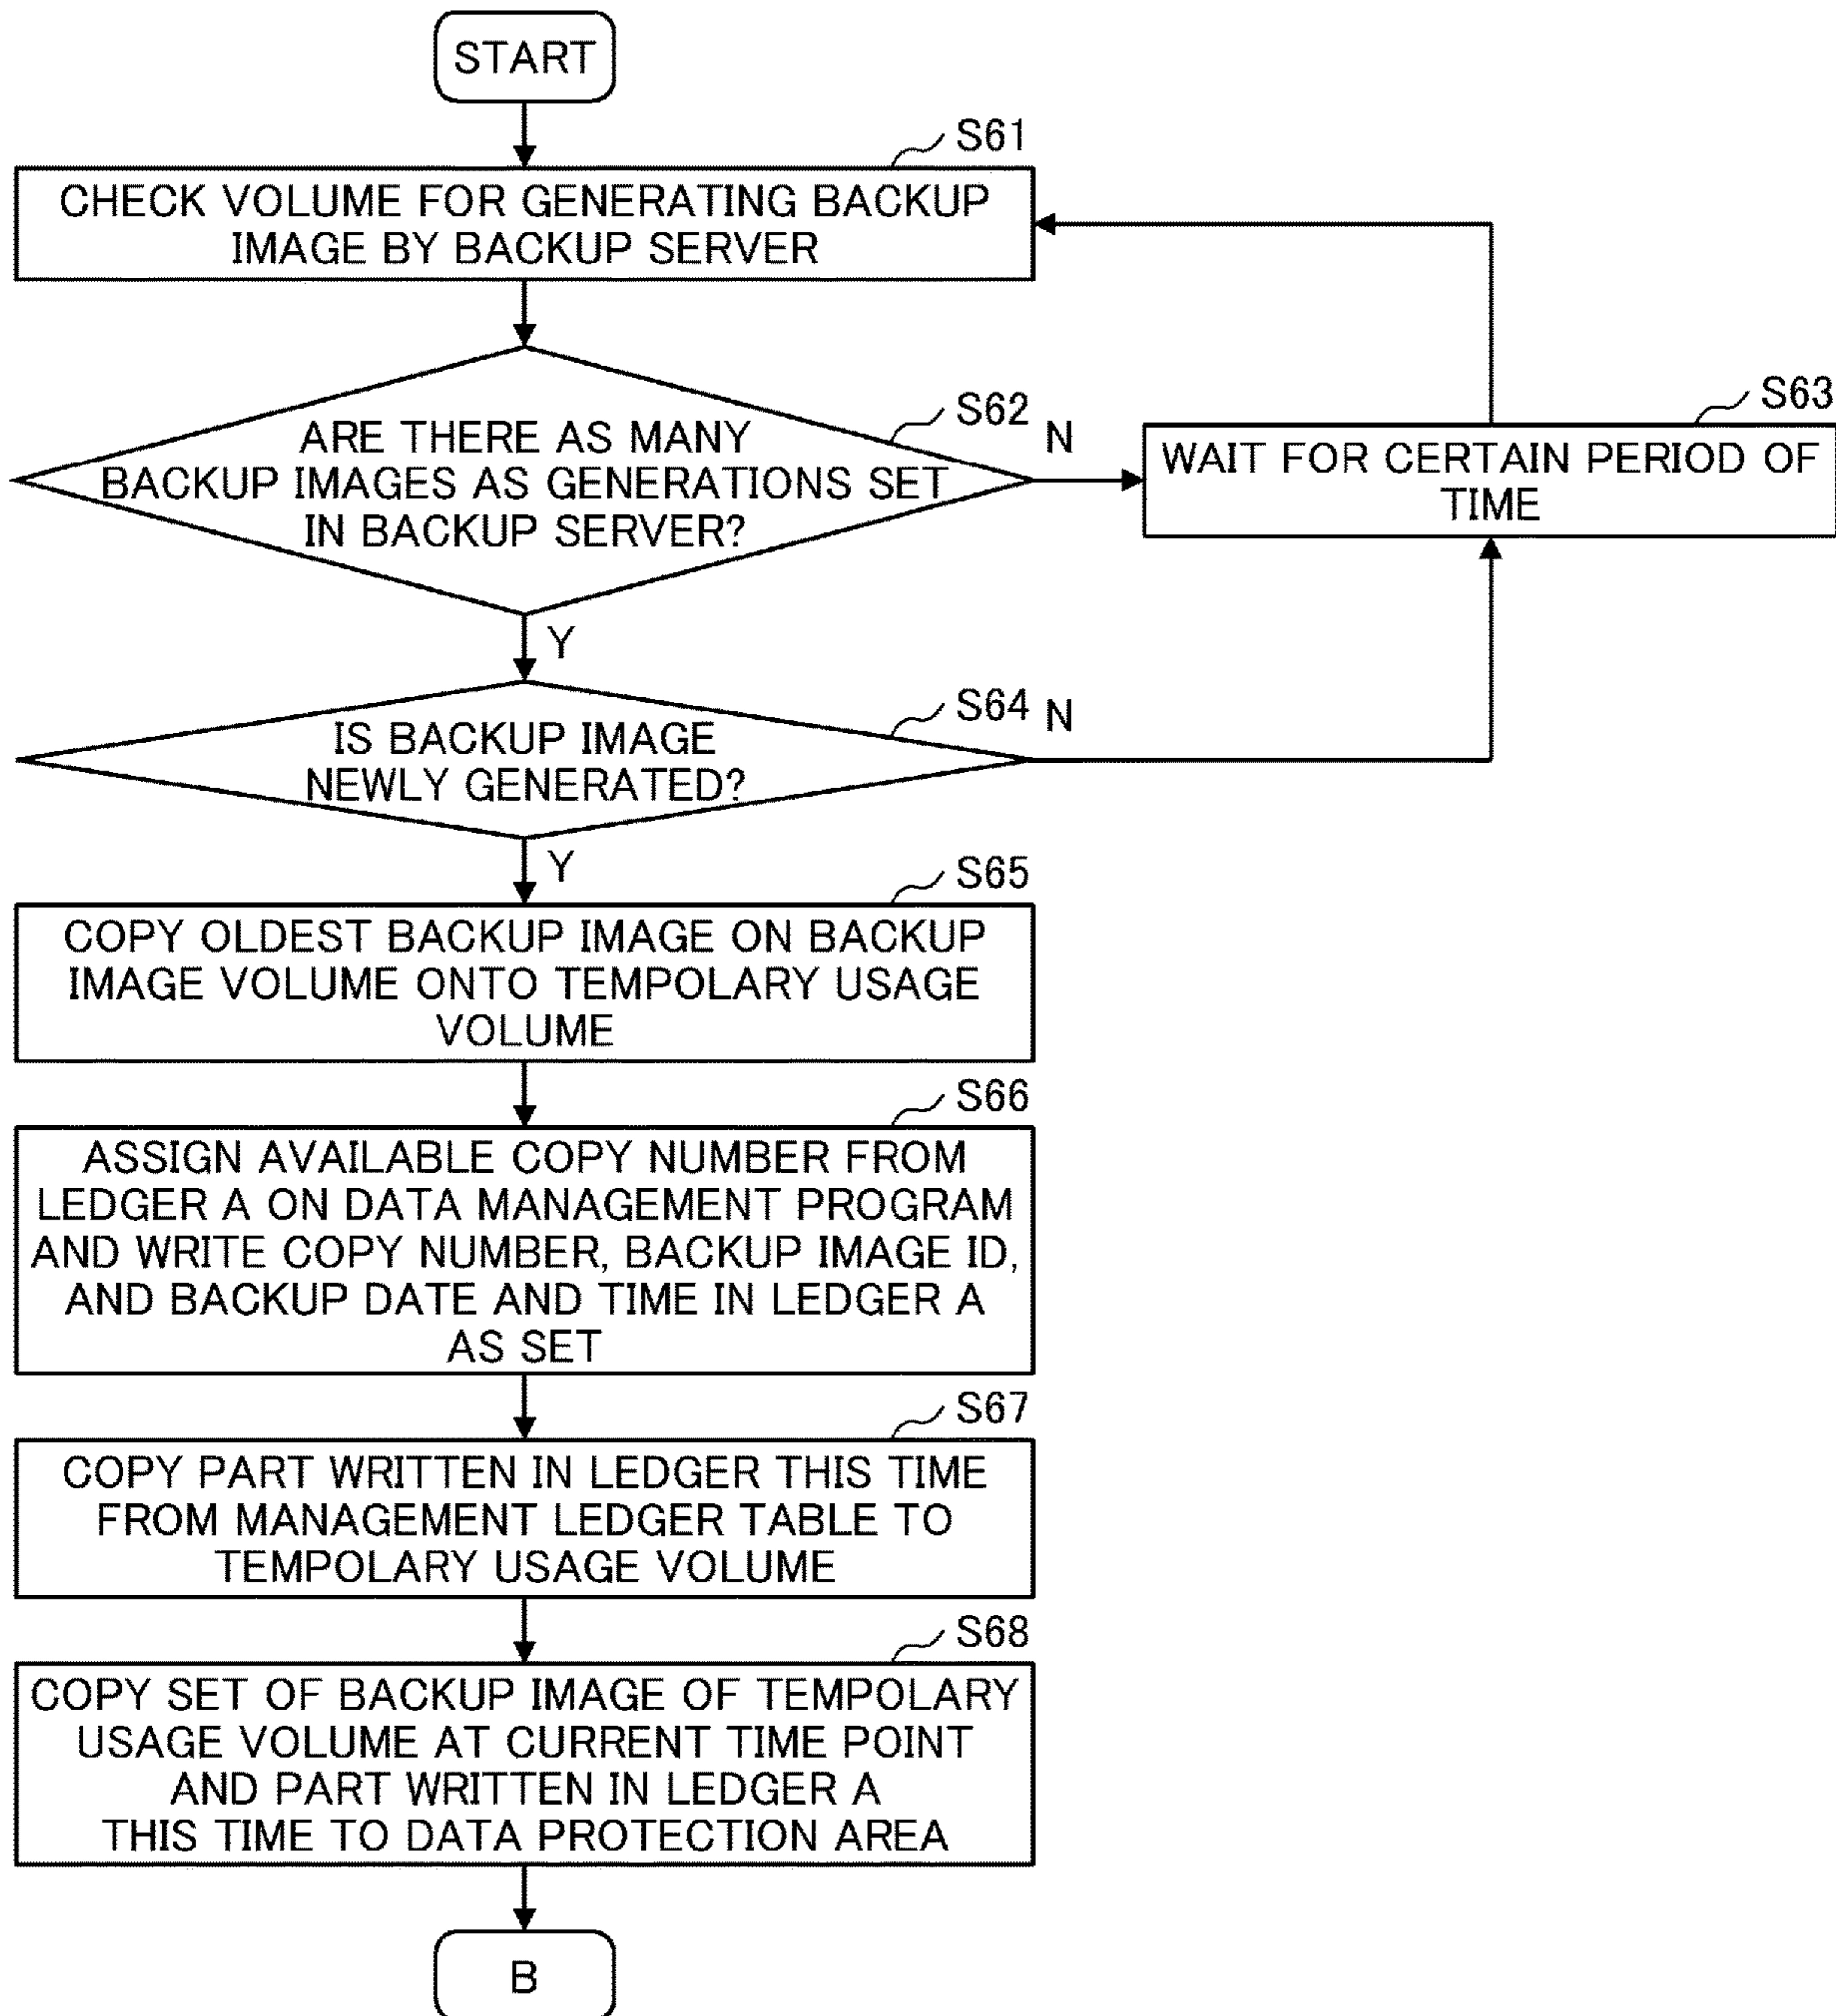 START
S61
CHECK VOLUME FOR GENERATING BACKUP
IMAGE BY BACKUP SERVER
S62
N
ARE THERE AS MANY
BACKUP IMAGES AS GENERATIONS SET
IN BACKUP SERVER?
S63
WAIT FOR CERTAIN PERIOD OF
TIME
Y
S64
N
IS BACKUP IMAGE
NEWLY GENERATED?
Y
S65
COPY OLDEST BACKUP IMAGE ON BACKUP
IMAGE VOLUME ONTO TEMPOLARY USAGE
VOLUME
S66
ASSIGN AVAILABLE COPY NUMBER FROM
LEDGER A ON DATA MANAGEMENT PROGRAM
AND WRITE COPY NUMBER, BACKUP IMAGE ID,
AND BACKUP DATE AND TIME IN LEDGER A
AS SET
S67
COPY PART WRITTEN IN LEDGER THIS TIME
FROM MANAGEMENT LEDGER TABLE TO
TEMPOLARY USAGE VOLUME
S68
COPY SET OF BACKUP IMAGE OF TEMPOLARY
USAGE VOLUME AT CURRENT TIME POINT
AND PART WRITTEN IN LEDGER A
THIS TIME TO DATA PROTECTION AREA
B